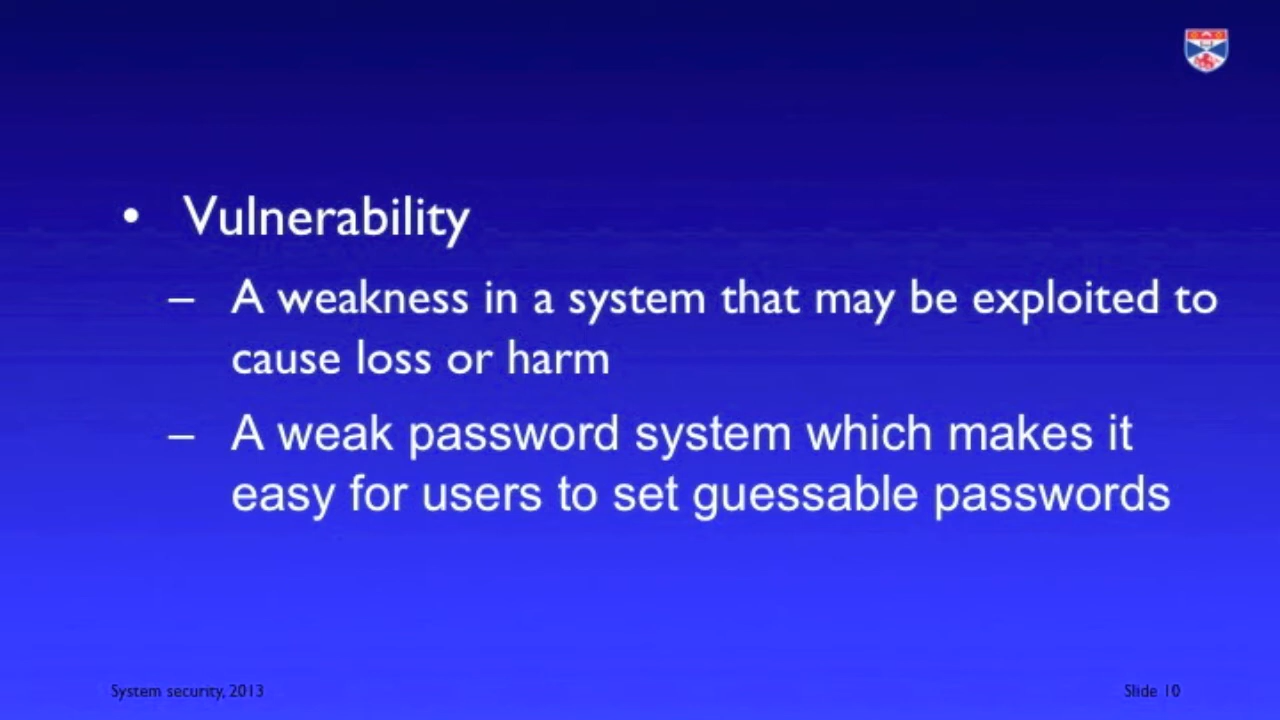 • Vulnerability
– A weakness in a system that may be exploited to
cause loss or harm
– A weak password system which makes it
easy for users to set guessable passwords
System security, 2013
Slide 10